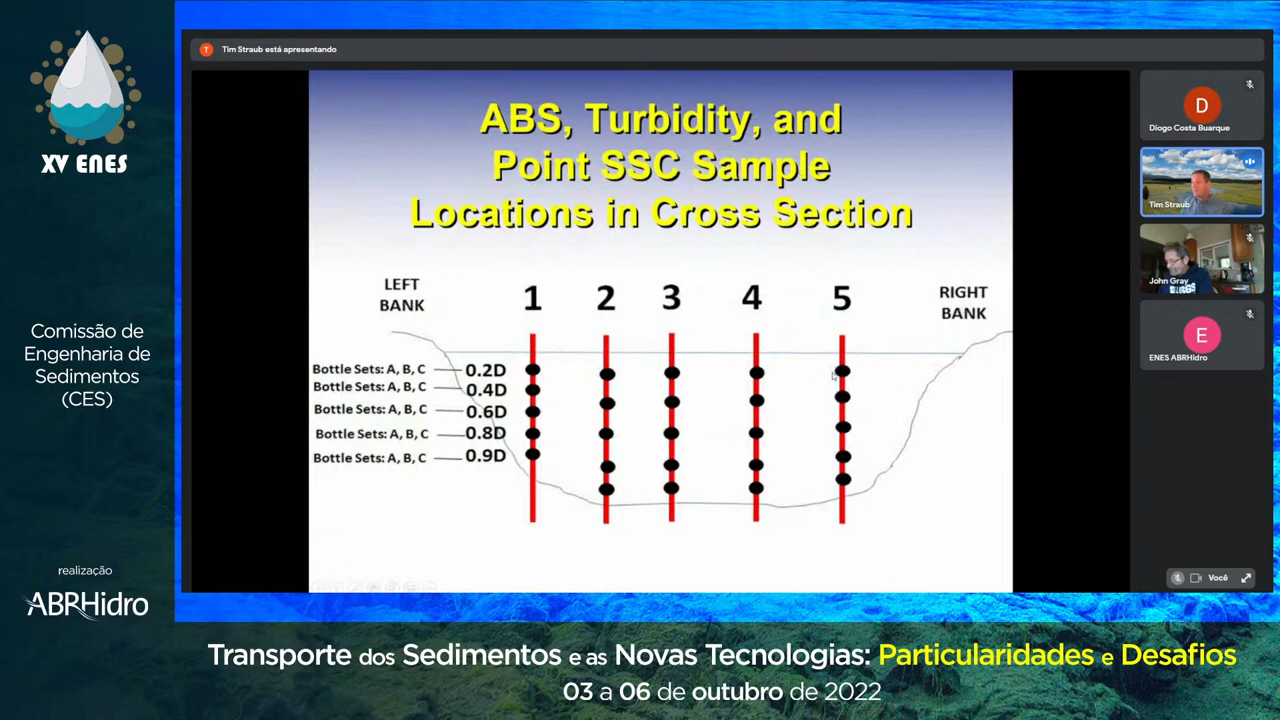 XV ENES
Comissão de
Engenharia de
Sedimentos
(CES)
realização
ABRHidro
T
Tim Straub está apresentando
ABS, Turbidity, and
Point SSC Sample
Locations in Cross Section
LEFT
BANK
1
2
3
4
5
RIGHT
BANK
Bottle Sets: A, B, C
0.2D
Bottle Sets: A, B, C
0.4D
Bottle Sets: A, B, C
0.6D
Bottle Sets: A, B, C
0.8D
Bottle Sets: A, B, C
0.9D
D
Diogo Costa Buarque
Tim Straub
John Gray
E
ENES ABRHidro
Você
Transporte dos Sedimentos e as Novas Tecnologias: Particularidades e Desafios
03 a 06 de outubro de 2022